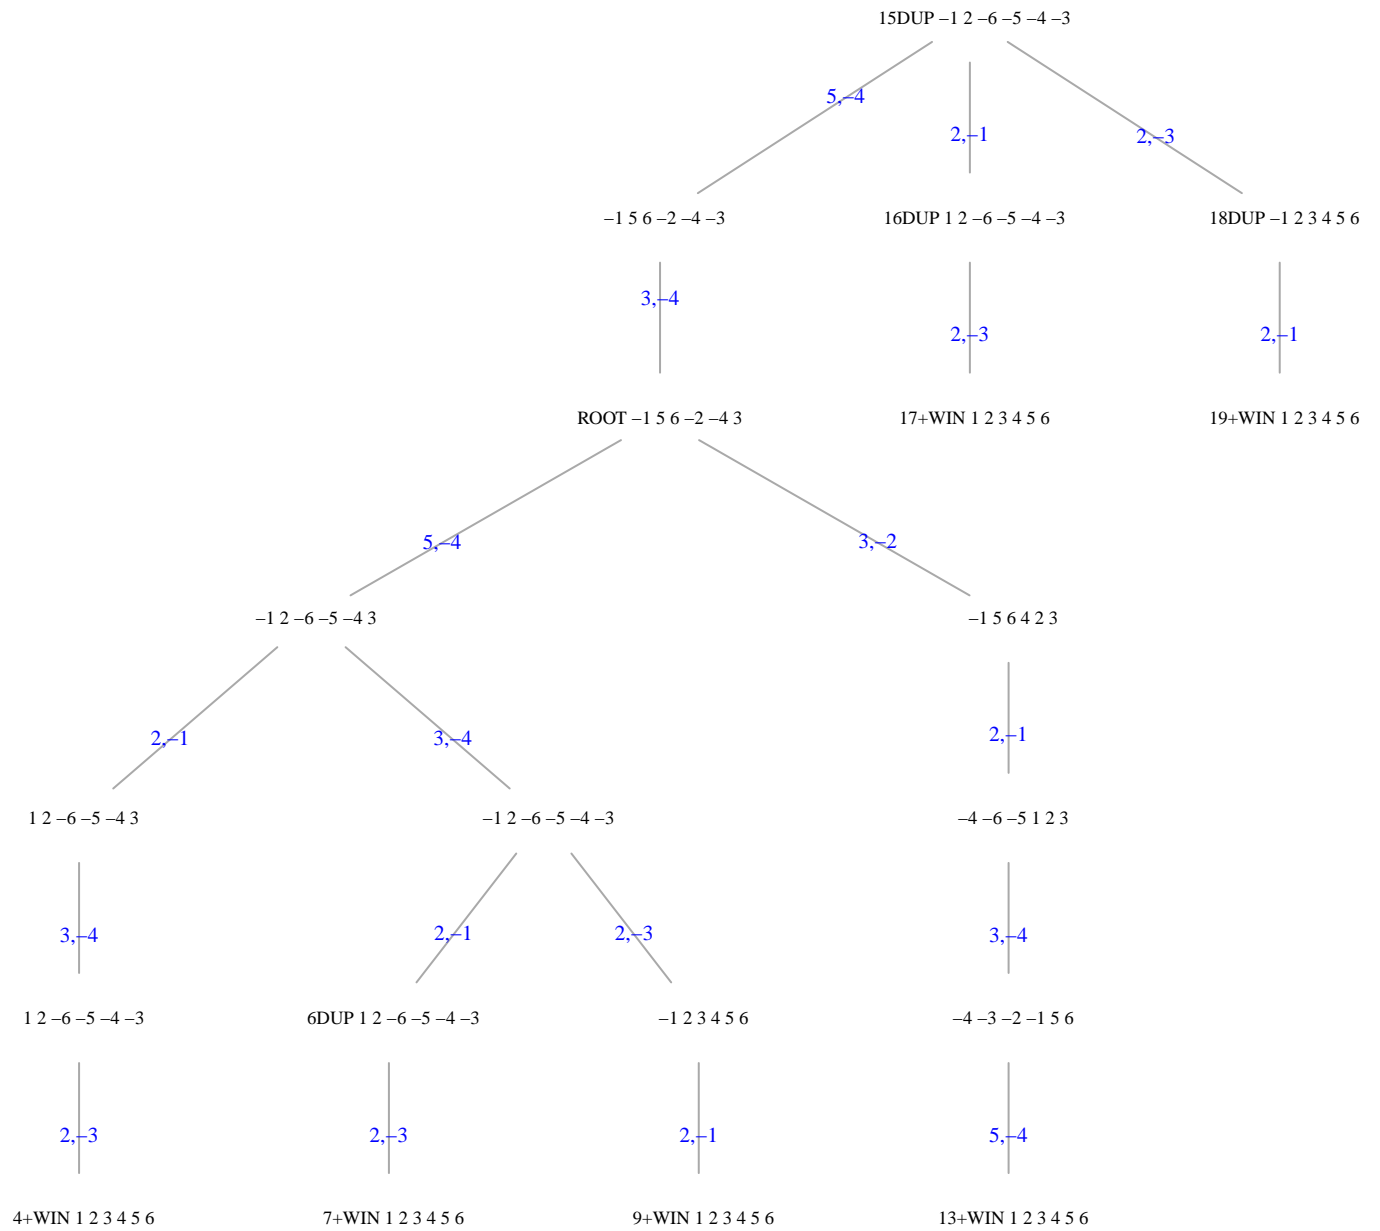 15DUP –1 2 –6 –5 –4 –3
5,–4
2,–1
2,–3
–1 5 6 –2 –4 –3
16DUP 1 2 –6 –5 –4 –3
18DUP –1 2 3 4 5 6
3,–4
2,–3
2,–1
ROOT –1 5 6 –2 –4 3
17+WIN 1 2 3 4 5 6
19+WIN 1 2 3 4 5 6
5,–4
3,–2
–1 2 –6 –5 –4 3
–1 5 6 4 2 3
2,–1
3,–4
2,–1
1 2 –6 –5 –4 3
–1 2 –6 –5 –4 –3
–4 –6 –5 1 2 3
3,–4
2,–1
2,–3
3,–4
1 2 –6 –5 –4 –3
6DUP 1 2 –6 –5 –4 –3
–1 2 3 4 5 6
–4 –3 –2 –1 5 6
2,–3
2,–3
2,–1
5,–4
4+WIN 1 2 3 4 5 6
7+WIN 1 2 3 4 5 6
9+WIN 1 2 3 4 5 6
13+WIN 1 2 3 4 5 6